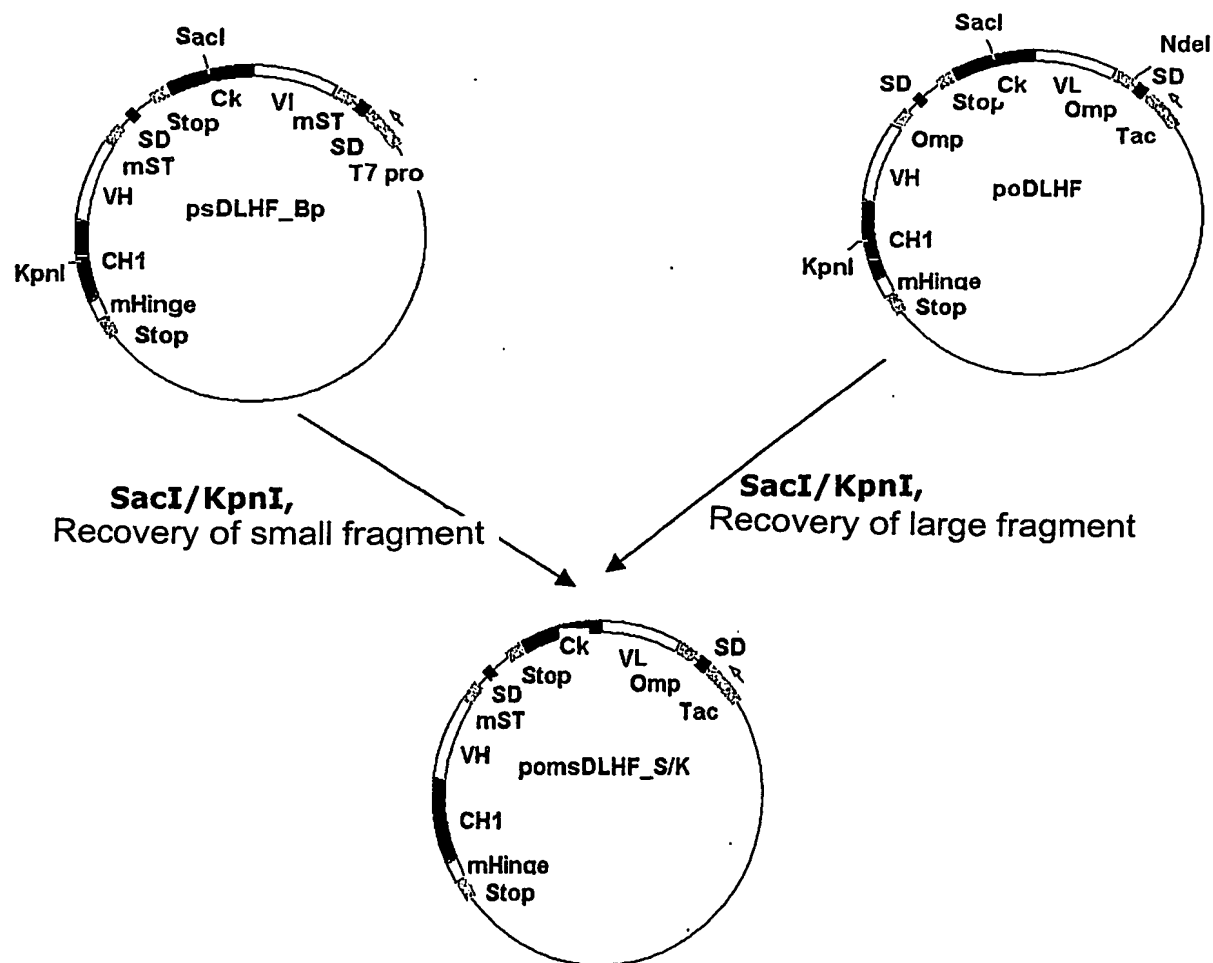 SacI
Ck
Vl
mST
SD
T7 pro
Stop
SD
mST
VH
psDLHF_Bp
CH1
KpnI
mHinge
Stop
SacI
NdeI
SD
SD
Stop
Ck
VL
Omp
Tac
Omp
VH
poDLHF
CH1
KpnI
mHinge
Stop
SacI/KpnI,
Recovery of small fragment
SacI/KpnI,
Recovery of large fragment
Ck
VL
SD
Stop
Omp
SD
Tac
mST
VH
pomsDLHF_S/K
CH1
mHinge
Stop